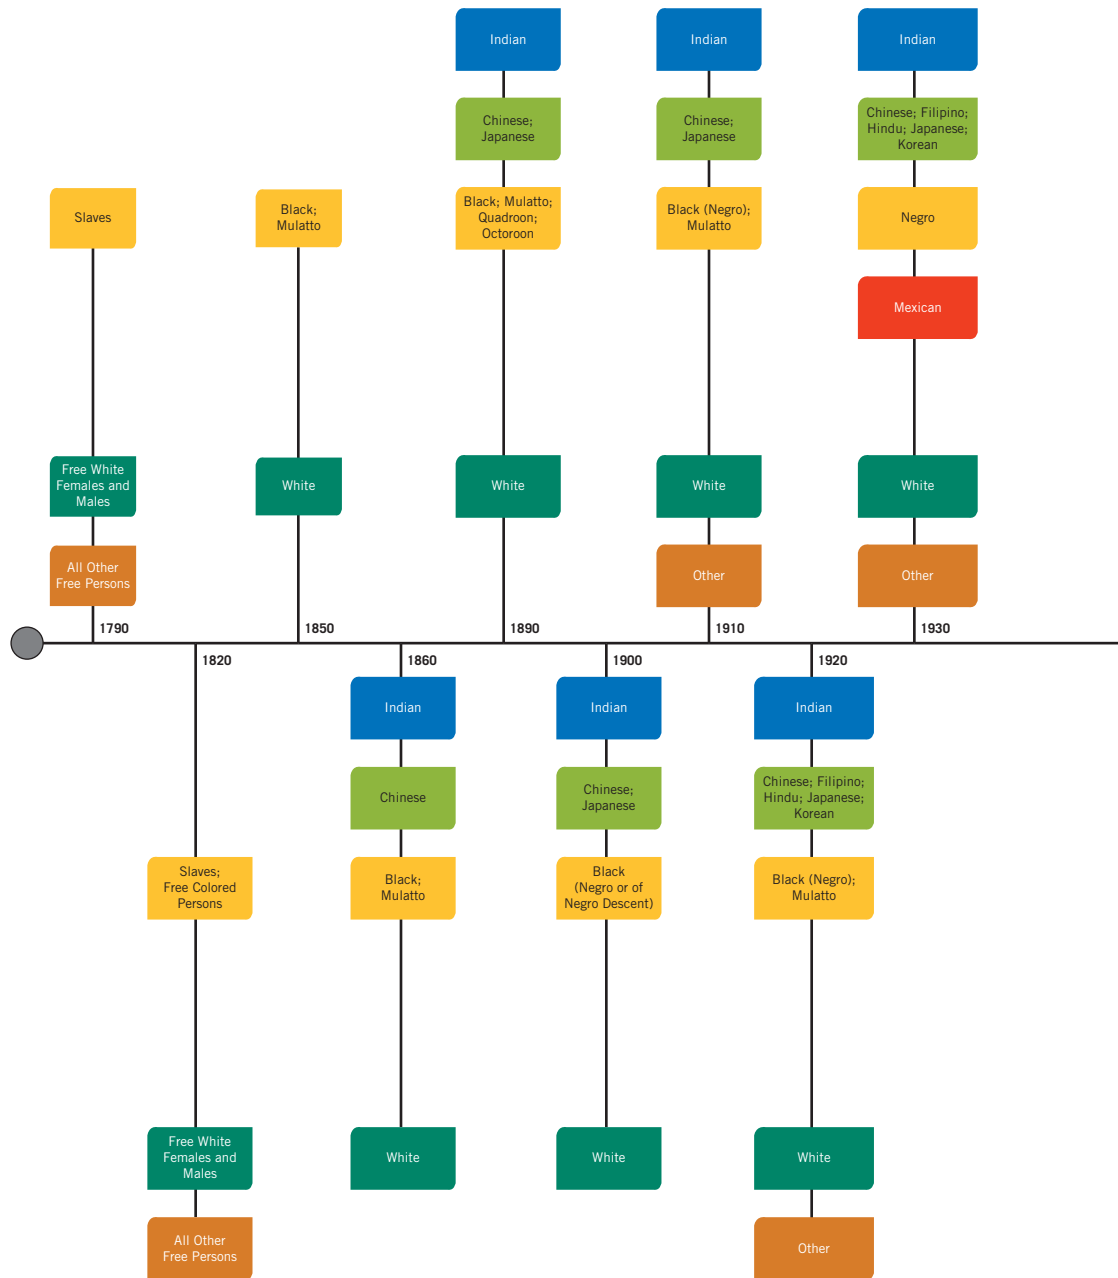 Slaves
Free White
Females and
Males
All Other
Free Persons
1790
Black;
Mulatto
White
1850
Indian
Chinese;
Japanese
Black; Mulatto;
Quadroon;
Octoroon
White
1890
Indian
Chinese;
Japanese
Black (Negro);
Mulatto
White
Other
1910
Indian
Chinese; Filipino;
Hindu; Japanese;
Korean
Negro
Mexican
White
Other
1930
1820
Slaves;
Free Colored
Persons
Free White
Females and
Males
All Other
Free Persons
1860
Indian
Chinese
Black;
Mulatto
White
1900
Indian
Chinese;
Japanese
Black
(Negro or of
Negro Descent)
White
1920
Indian
Chinese; Filipino;
Hindu; Japanese;
Korean
Black (Negro);
Mulatto
White
Other